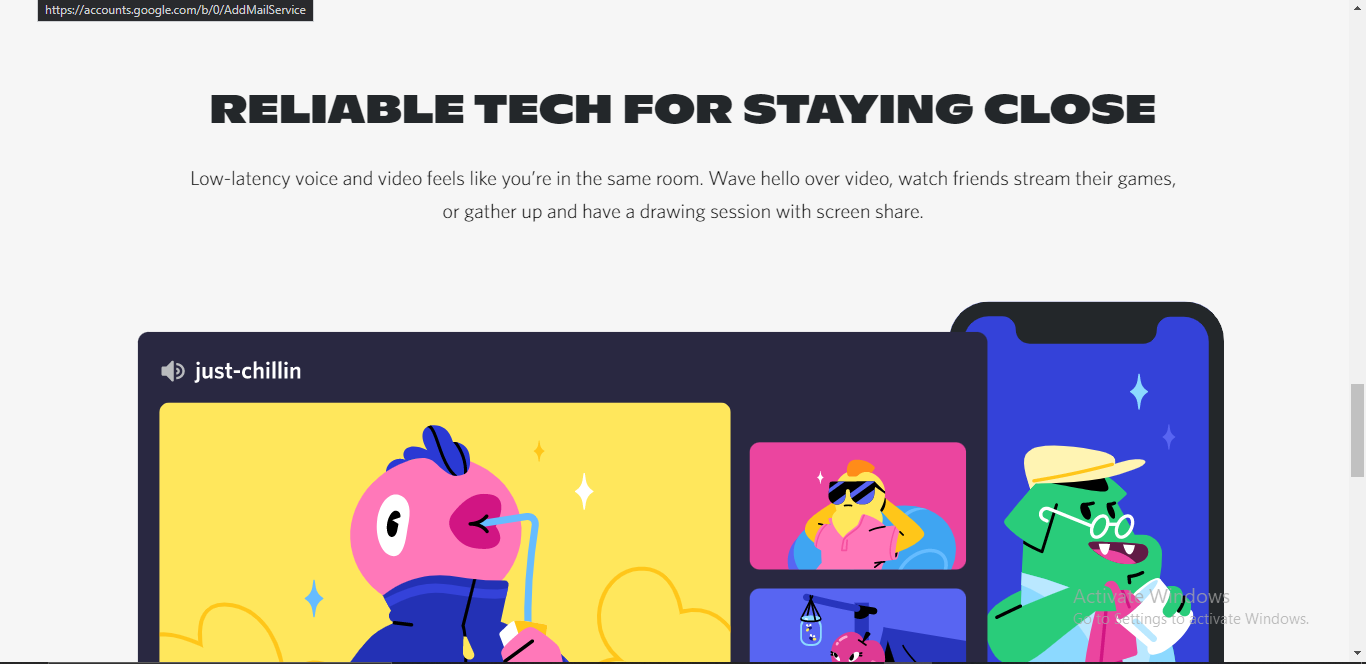 https://accounts.google.com/b/0/AddMailService
RELIABLE TECH FOR STAYING CLOSE
Low-latency voice and video feels like you’re in the same room. Wave hello over video, watch friends stream their games,
or gather up and have a drawing session with screen share.
just-chillin
Activate Windows
Go to Settings to activate Windows.